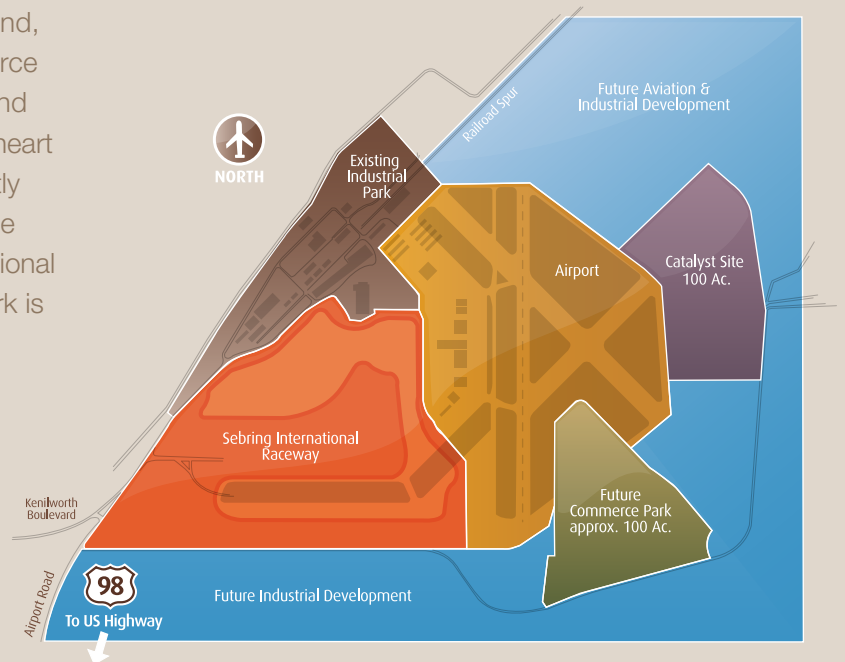 nd,
rce
nd
heart
tly
e
ional
rk is
NORTH
Railroad Spur
Future Aviation &
Industrial Development
Existing
Industrial
Park
Airport
Catalyst Site
100 Ac.
Sebring International
Raceway
Future
Commerce Park
approx. 100 Ac.
Kenilworth
Boulevard
Airport Road
98
To US Highway
Future Industrial Development